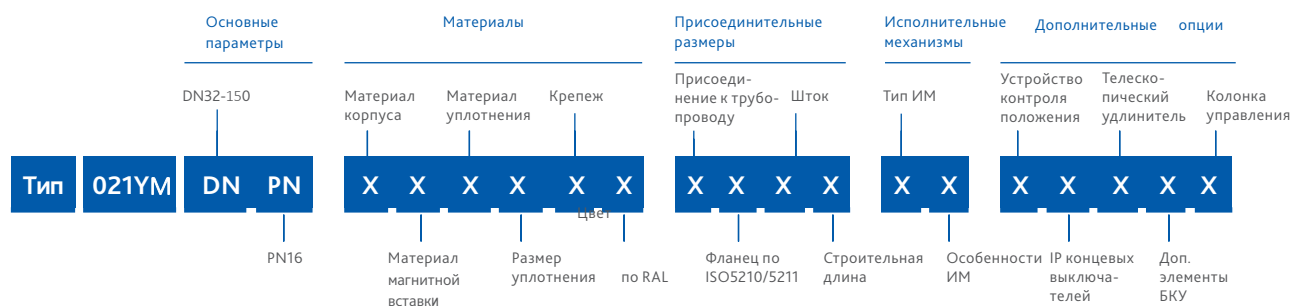 Основные
параметры
Материалы
Присоединительные
размеры
Исполнительные
механизмы
Дополнительные опции
DN32-150
Материал
корпуса
Материал
уплотнения
Крепеж
Присоеди-
нение к трубо-
проводу
Шток
Тип ИМ
Устройство
контроля
положения
Телеско-
пический
удлинитель
Колонка
управления
Тип 021YM DN PN X X X X X X X X X X X X X X X X X
PN16
Материал
магнитной
вставки
Размер
уплотнения
Цвет
по RAL
Фланец по
ISO5210/5211
Строительная
длина
Особенности
ИМ
IP концевых
выключа-
телей
Доп.
элементы
БКУ